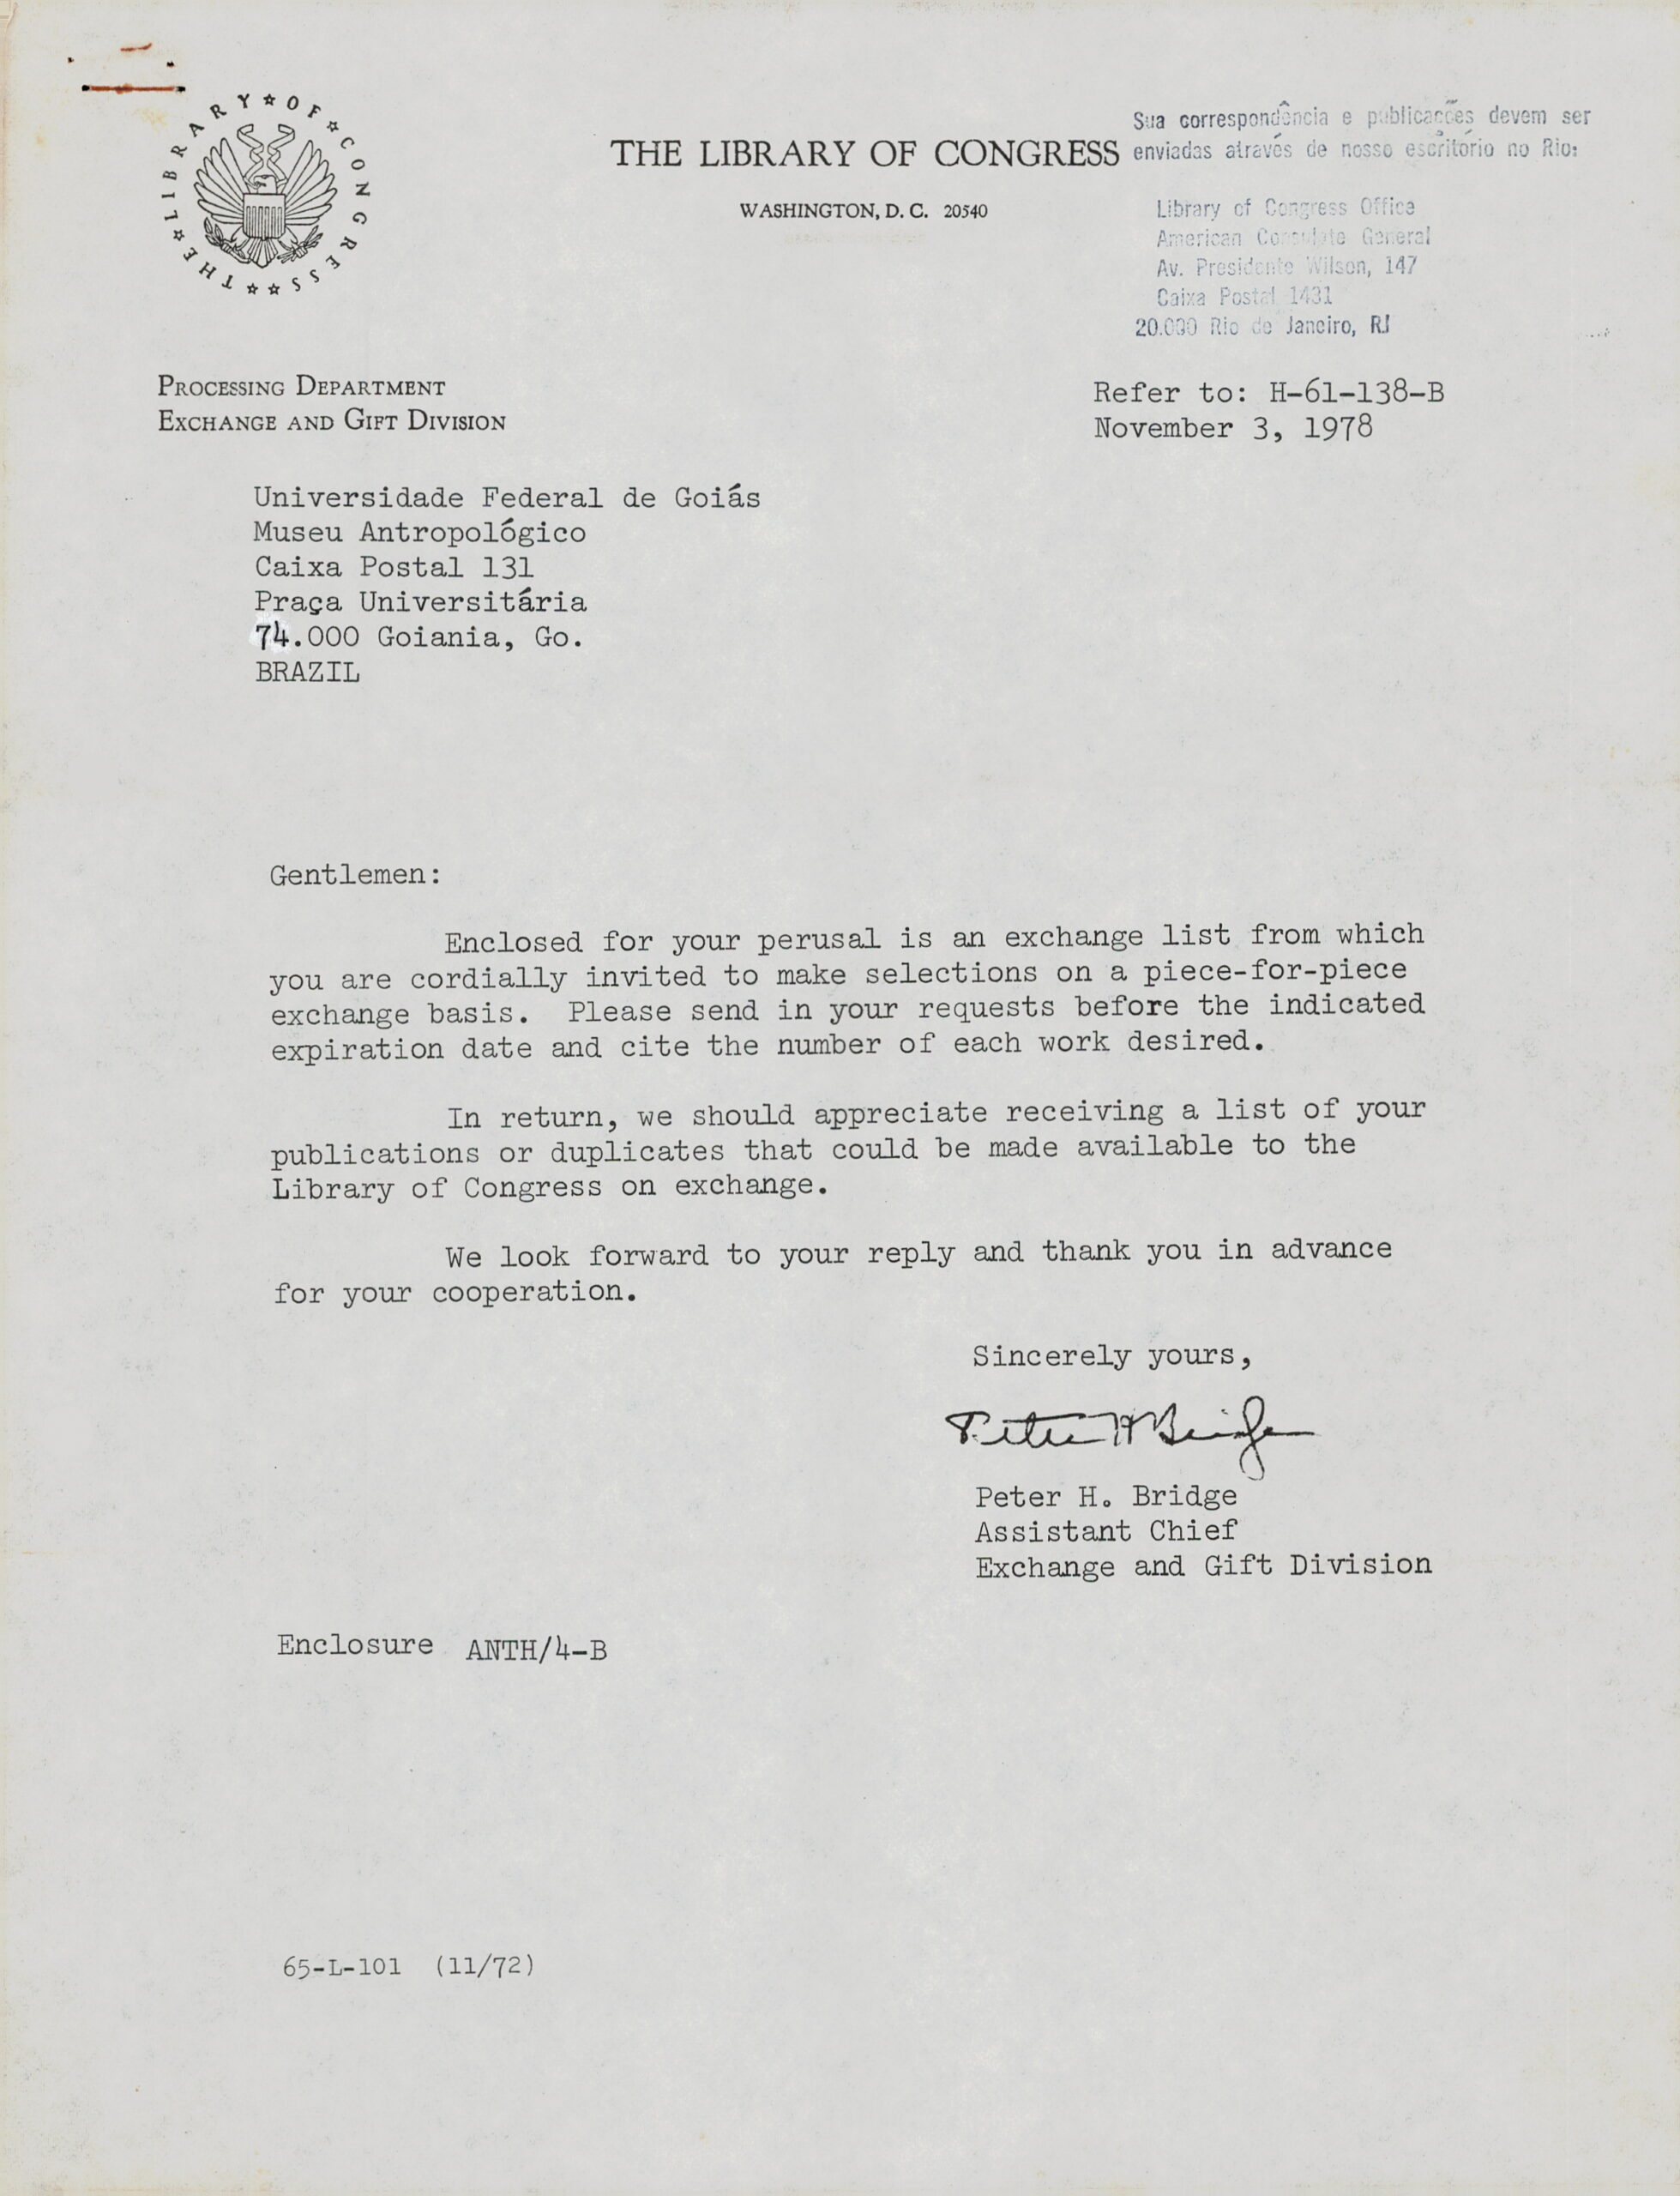 THE ☆ LIBRARY ☆ OF ☆ CONGRESS ☆ ☆
THE LIBRARY OF CONGRESS
WASHINGTON, D. C. 20540
Sua correspondência e publicações devem ser
enviadas através de nosso escritório no Rio:
Library of Congress Office
American Consulate General
Av. Presidente Wilson, 147
Caixa Postal 1431
20.000 Rio de Janeiro, RJ
PROCESSING DEPARTMENT
EXCHANGE AND GIFT DIVISION
Refer to: H-61-138-B
November 3, 1978
Universidade Federal de Goiás
Museu Antropológico
Caixa Postal 131
Praça Universitária
74.000 Goiania, Go.
BRAZIL
Gentlemen:
Enclosed for your perusal is an exchange list from which
you are cordially invited to make selections on a piece-for-piece
exchange basis. Please send in your requests before the indicated
expiration date and cite the number of each work desired.
In return, we should appreciate receiving a list of your
publications or duplicates that could be made available to the
Library of Congress on exchange.
We look forward to your reply and thank you in advance
for your cooperation.
Sincerely yours,
Peter H Bridge
Peter H. Bridge
Assistant Chief
Exchange and Gift Division
Enclosure ANTH/4-B
65-L-101 (11/72)